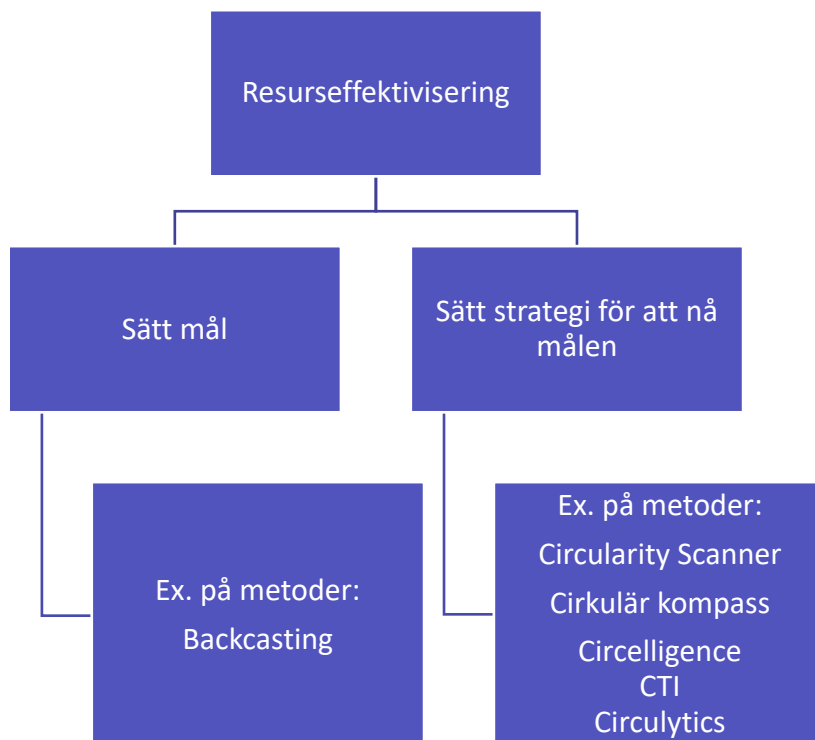 Resurseffektivisering
Sätt mål
Sätt strategi för att nå
målen
Ex. på metoder:
Backcasting
Ex. på metoder:
Circularity Scanner
Cirkulär kompass
Circelligence
CTI
Circulytics